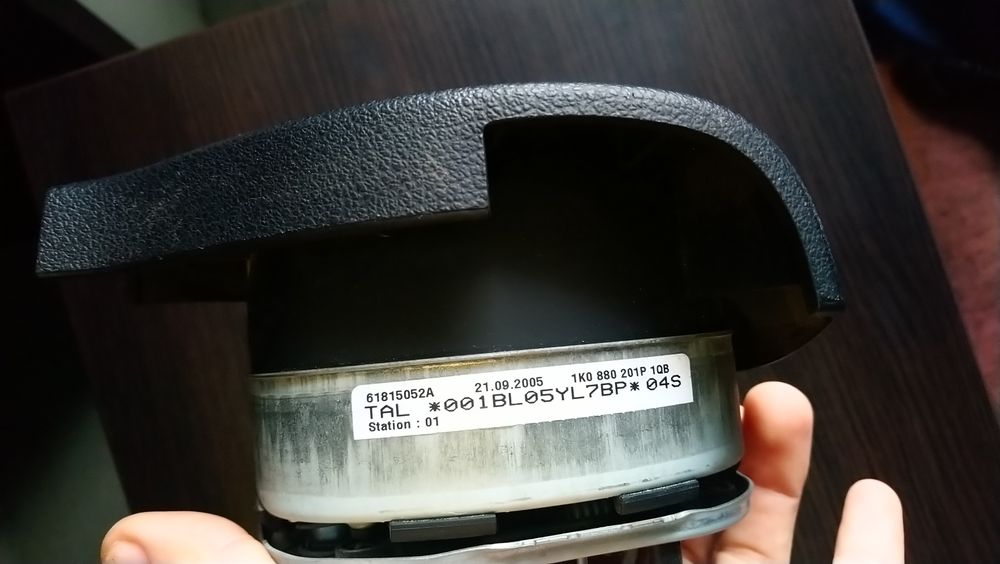 61815052A 21.09.2005 1K0 880 201P 1QB
TAL *001BL05YL7BP* 04S
Station : 01